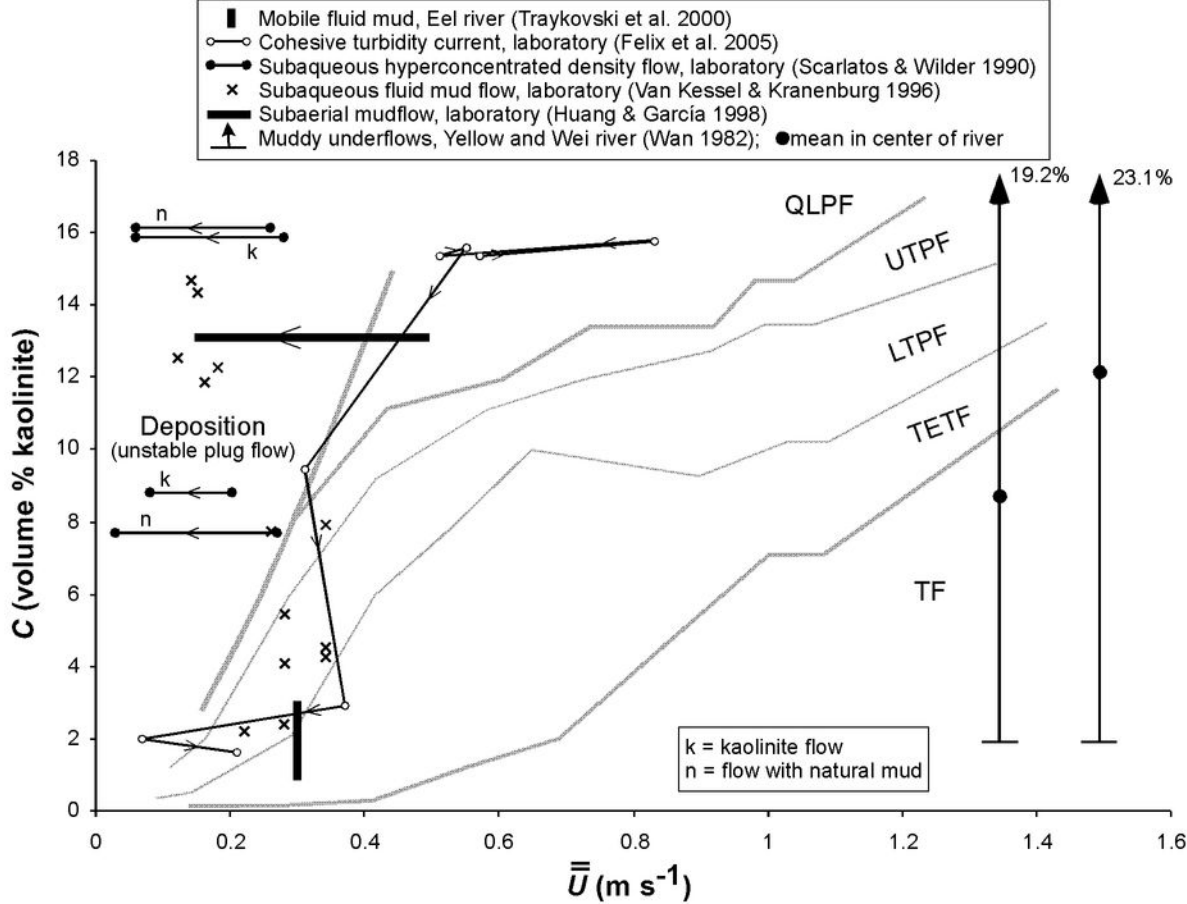 Mobile fluid mud, Eel river (Traykovski et al. 2000)
Cohesive turbidity current, laboratory (Felix et al. 2005)
Subaqueous hyperconcentrated density flow, laboratory (Scarlatos & Wilder 1990)
Subaqueous fluid mud flow, laboratory (Van Kessel & Kranenburg 1996)
Subaerial mudflow, laboratory (Huang & García 1998)
Muddy underflows, Yellow and Wei river (Wan 1982); mean in center of river
18
16
14
12
10
8
6
4
2
0
C (volume % kaolinite)
n
k
Deposition
(unstable plug flow)
k
n
QLPF
UTPF
LTPF
TETF
TF
19.2%
23.1%
k = kaolinite flow
n = flow with natural mud
0
0.2
0.4
0.6
0.8
1
1.2
1.4
1.6
U (m s⁻¹)